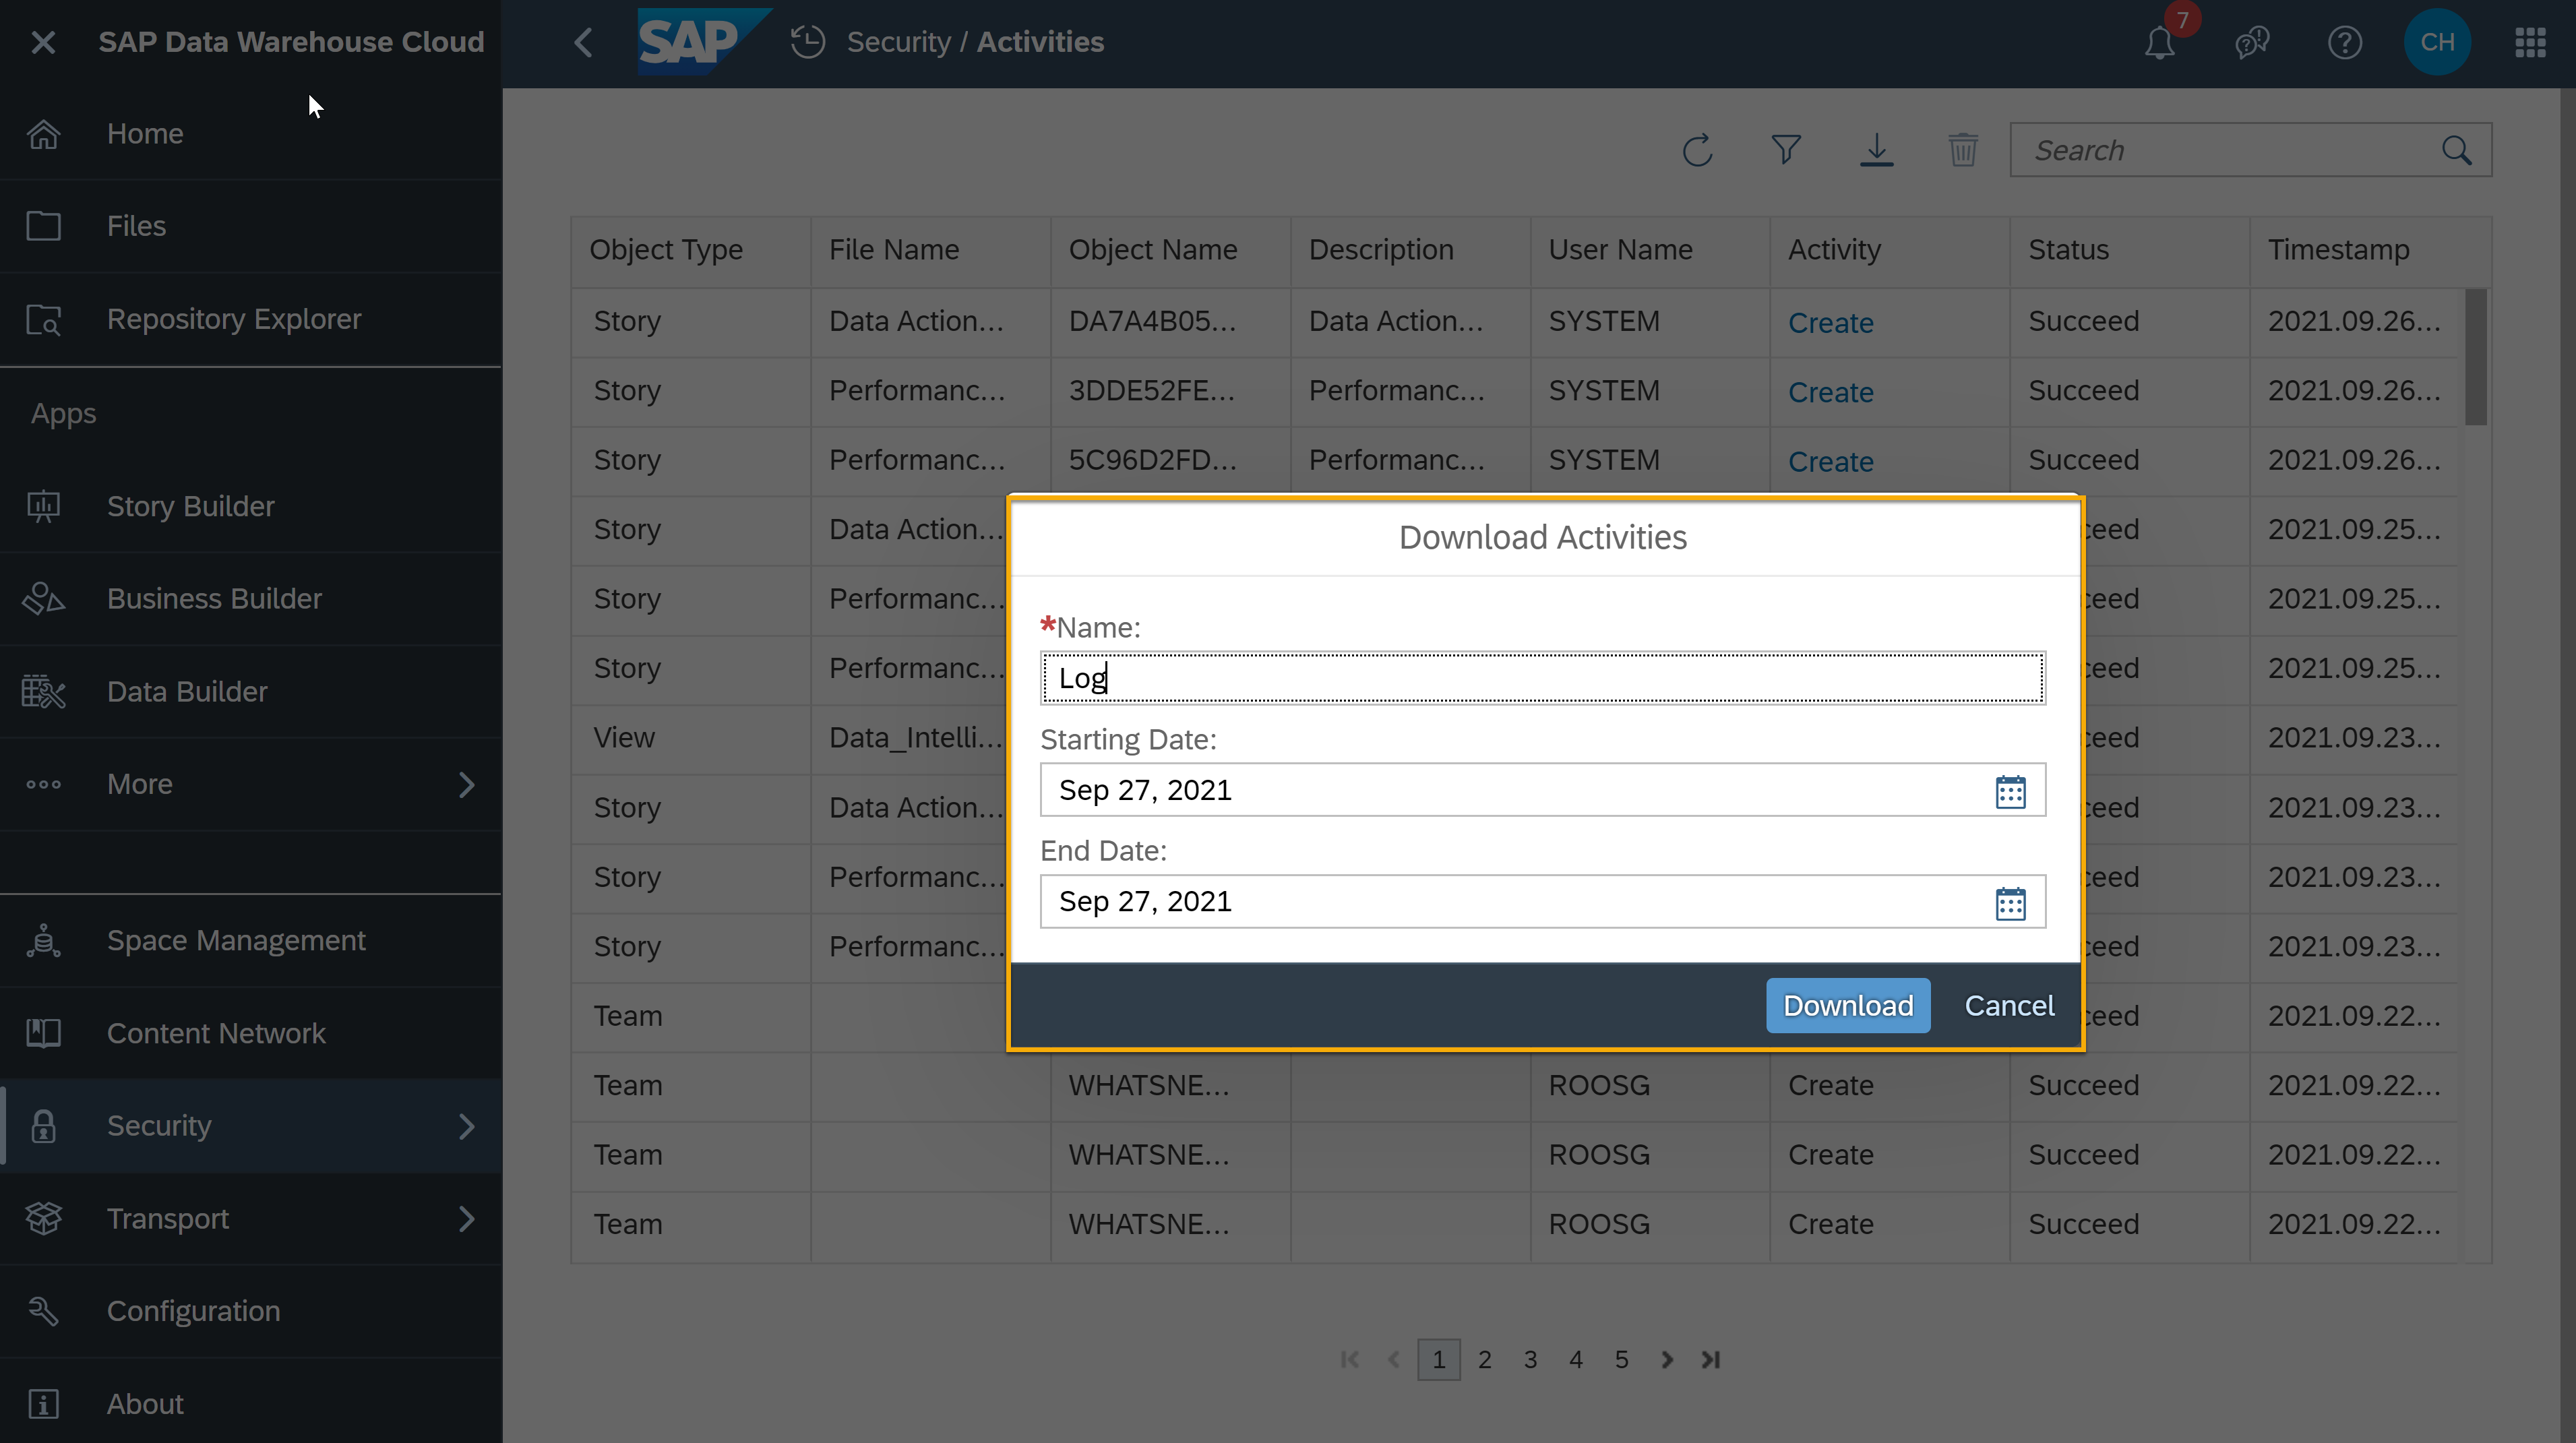 SAP Data Warehouse Cloud
SAP
Security / Activities
7
CH
Home
Files
Repository Explorer
Apps
Story Builder
Business Builder
Data Builder
More
Space Management
Content Network
Security
Transport
Configuration
About
Search
Object Type File Name Object Name Description User Name Activity Status Timestamp
Story Data Action... DA7A4B05... Data Action... SYSTEM Create Succeed 2021.09.26...
Story Performanc... 3DDE52FE... Performanc... SYSTEM Create Succeed 2021.09.26...
Story Performanc... 5C96D2FD... Performanc... SYSTEM Create Succeed 2021.09.26...
Story Data Action... ceed 2021.09.25...
Story Performanc... ceed 2021.09.25...
Story Performanc... ceed 2021.09.25...
View Data_Intelli... ceed 2021.09.23...
Story Data Action... ceed 2021.09.23...
Story Performanc... ceed 2021.09.23...
Story Performanc... ceed 2021.09.23...
Team ceed 2021.09.22...
Team WHATSNE... ROOSG Create Succeed 2021.09.22...
Team WHATSNE... ROOSG Create Succeed 2021.09.22...
Team WHATSNE... ROOSG Create Succeed 2021.09.22...
Download Activities
*Name:
Log
Starting Date:
Sep 27, 2021
End Date:
Sep 27, 2021
Download Cancel
1 2 3 4 5